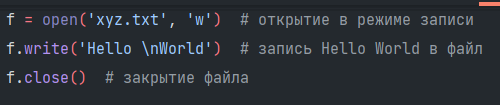 f = open('xyz.txt', 'w')  # открытие в режиме записи
f.write('Hello \nWorld')  # запись Hello World в файл
f.close()  # закрытие файла